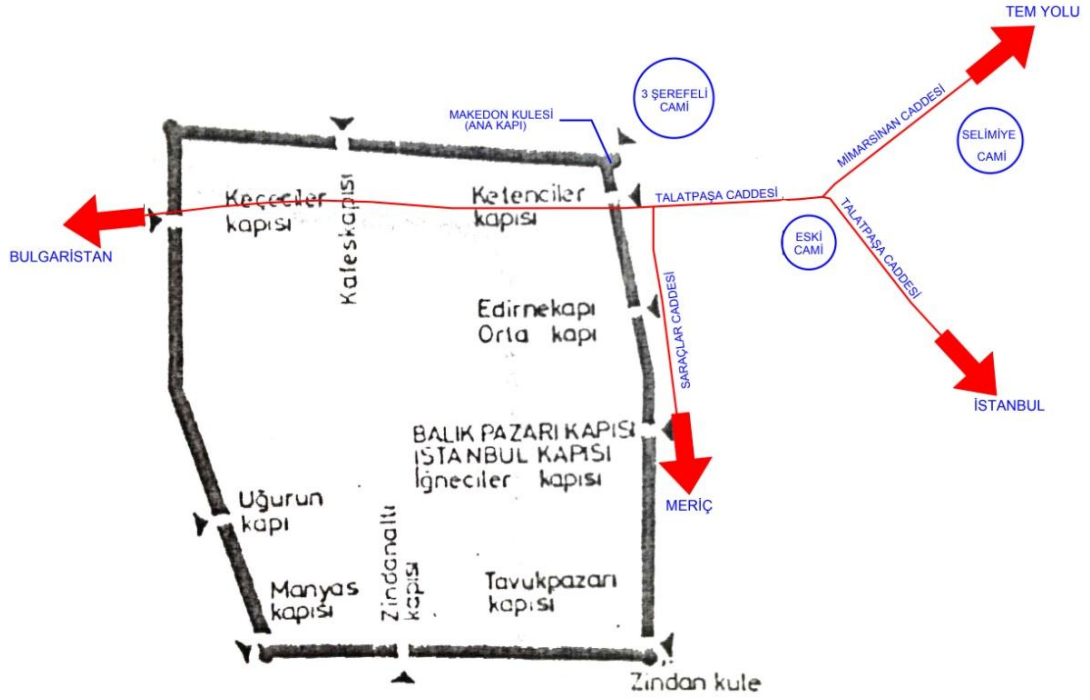 TEM YOLU
3 ŞEREFELİ
CAMİ
MAKEDON KULESİ
(ANA KAPI)
MİMARSİNAN CADDESİ
SELİMİYE
CAMİ
Keçeciler
kapısı
Kaleskapısı
Ketenciler
kapısı
TALATPAŞA CADDESİ
ESKİ
CAMİ
TALATPAŞA CADDESİ
BULGARİSTAN
Edirnekapı
Orta kapı
SARAÇLAR CADDESİ
İSTANBUL
BALIK PAZARI KAPISI
İSTANBUL KAPISI
İğneciler kapısı
MERİÇ
Uğurun
kapı
Zindanaltı
kapısı
Manyas
kapısı
Tavukpazarı
kapısı
Zindan kule